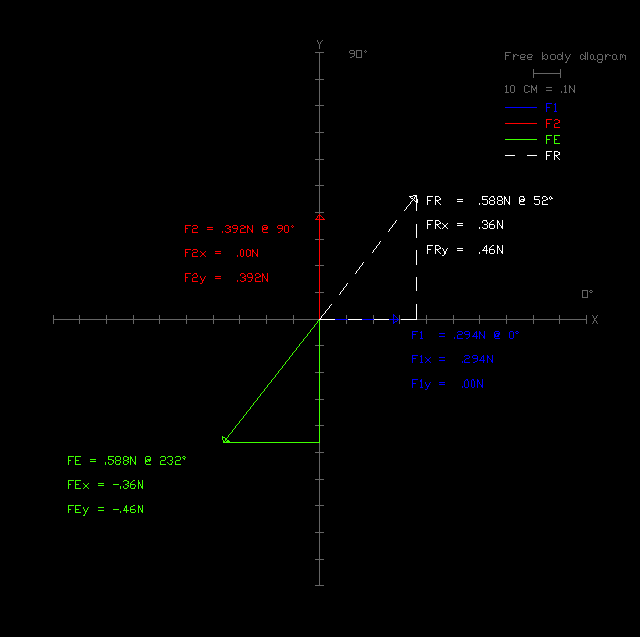 Y
90°
Free body diagram
10 CM = .1N
F1
F2
FE
FR
FR = .588N @ 52°
FRx = .36N
FRy = .46N
F2 = .392N @ 90°
F2x = .00N
F2y = .392N
0°
X
F1 = .294N @ 0°
F1x = .294N
F1y = .00N
FE = .588N @ 232°
FEx = -.36N
FEy = -.46N